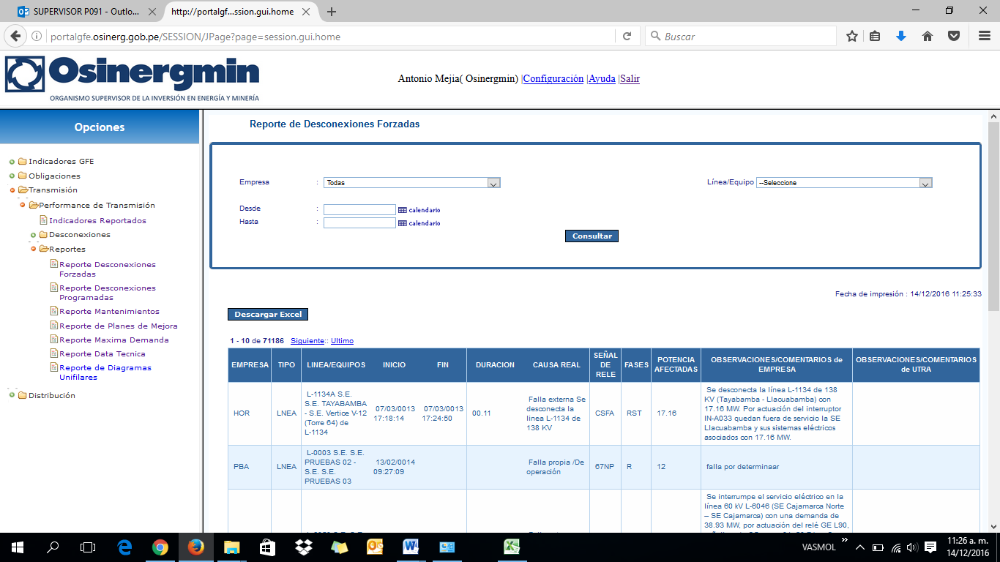 SUPERVISOR P091 - Outlo...
http://portalgf...ssion.gui.home
portalgfe.osinerg.gob.pe/SESSION/JPage?page=session.gui.home
Buscar
Osinergmin
ORGANISMO SUPERVISOR DE LA INVERSIÓN EN ENERGÍA Y MINERÍA
Antonio Mejia( Osinergmin) |Configuración |Ayuda |Salir
Opciones
Indicadores GFE
Obligaciones
Transmisión
Performance de Transmisión
Indicadores Reportados
Desconexiones
Reportes
Reporte Desconexiones
Forzadas
Reporte Desconexiones
Programadas
Reporte Mantenimientos
Reporte de Planes de Mejora
Reporte Maxima Demanda
Reporte Data Tecnica
Reporte de Diagramas
Unifilares
Distribución
Reporte de Desconexiones Forzadas
Empresa : Todas
Línea/Equipo --Seleccione
Desde : calendario
Hasta : calendario
Consultar
Fecha de impresión : 14/12/2016 11:25:33
Descargar Excel
1 - 10 de 71186 Siguiente:: Ultimo
EMPRESA TIPO LINEA/EQUIPOS INICIO FIN DURACION CAUSA REAL
SEÑAL
DE
RELE
FASES
POTENCIA
AFECTADAS
OBSERVACIONES/COMENTARIOS de
EMPRESA
OBSERVACIONES/COMENTARIOS
de UTRA
HOR
LNEA
L-1134A S.E.
S.E. TAYABAMBA
- S.E. Vertice V-12
(Torre 64) de
L-1134
07/03/0013
17:18:14
07/03/0013
17:24:50
00.11
Falla externa Se
desconecta la
línea L-1134 de
138 KV
CSFA
RST
17.16
Se desconecta la línea L-1134 de 138
KV (Tayabamba - Llacuabamba) con
17.16 MW. Por actuación del interruptor
IN-A033 quedan fuera de servicio la SE
Llacuabamba y sus sistemas eléctricos
asociados con 17.16 MW.
PBA
LNEA
L-0003 S.E. S.E.
PRUEBAS 02 -
S.E. S.E.
PRUEBAS 03
13/02/0014
09:27:09
Falla propia /De
operación
67NP
R
12
falla por determinaar
Se interrumpe el servicio eléctrico en la
línea 60 kV L-6046 (SE Cajamarca Norte
– SE Cajamarca) con una demanda de
38.93 MW, por actuación del relé GE L90,
VASMOL
11:26 a. m.
14/12/2016